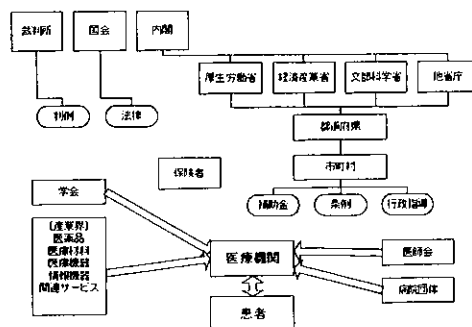 裁判所
国会
内閣
厚生労働省
経済産業省
文部科学省
他省庁
判例
法律
都道府県
市町村
保険者
補助金
条例
行政指導
学会
[産業界]
医薬品
医療材料
医療機器
情報機器
関連サービス
医療機関
医師会
病院団体
患者